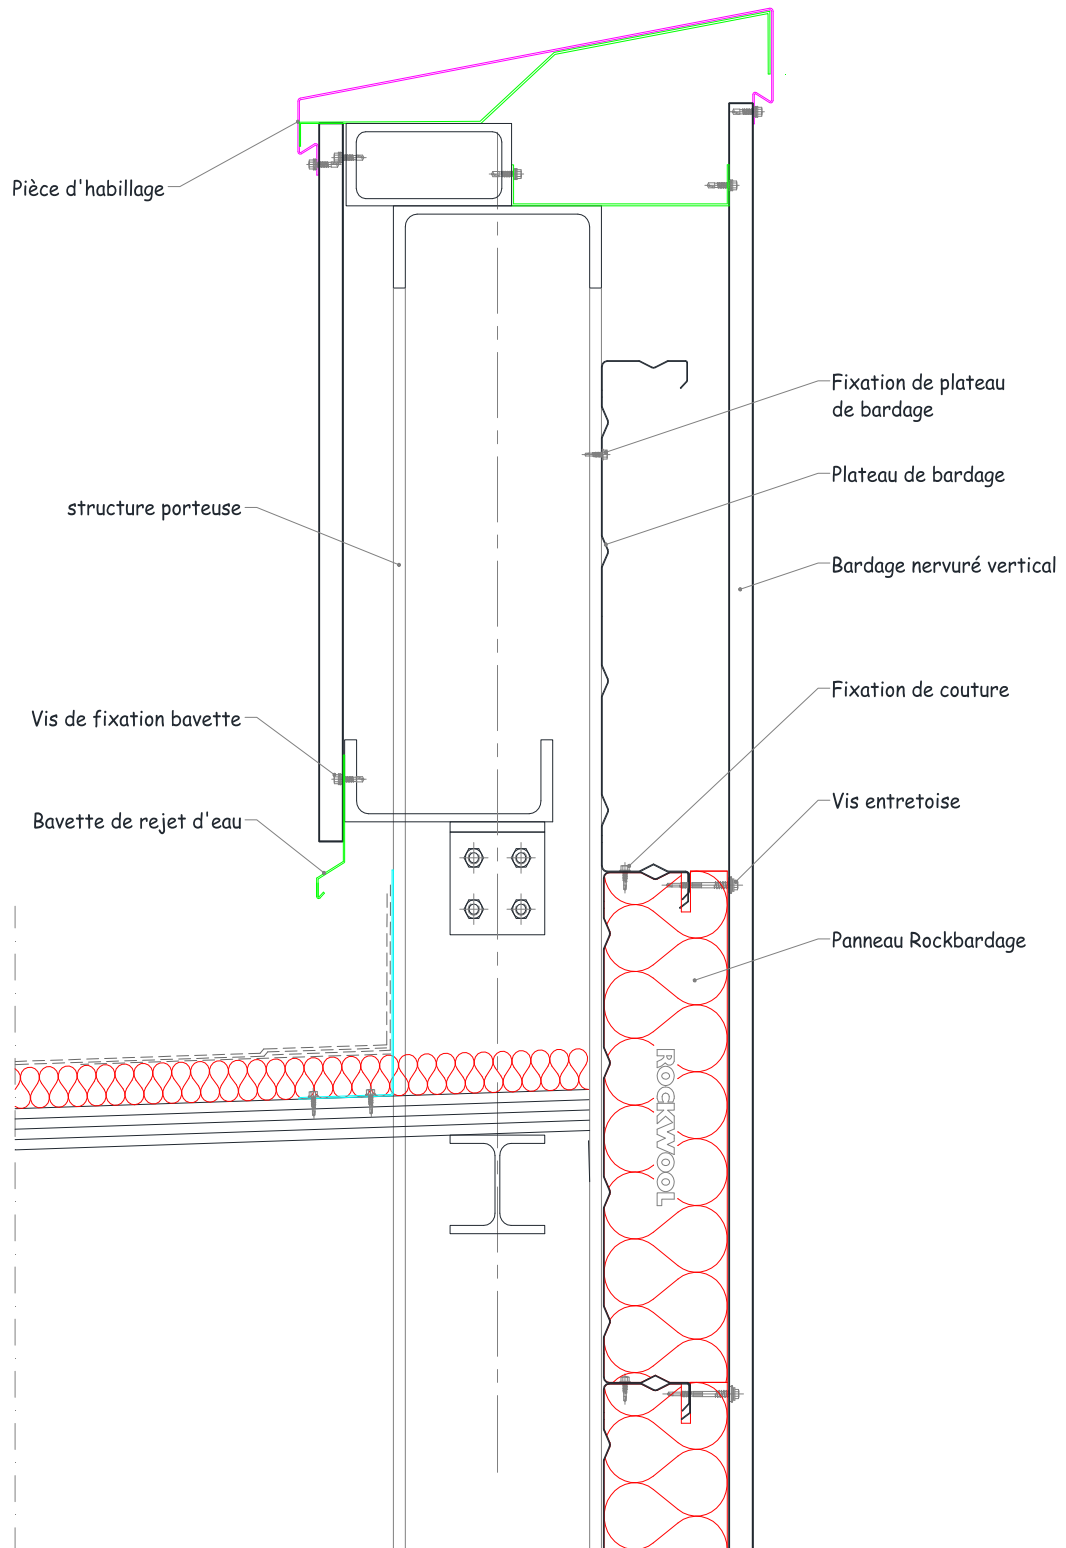 Pièce d'habillage
Fixation de plateau
de bardage
Plateau de bardage
structure porteuse
Bardage nervuré vertical
Fixation de couture
Vis de fixation bavette
Vis entretoise
Bavette de rejet d'eau
Panneau Rockbardage
ROCKWOOL